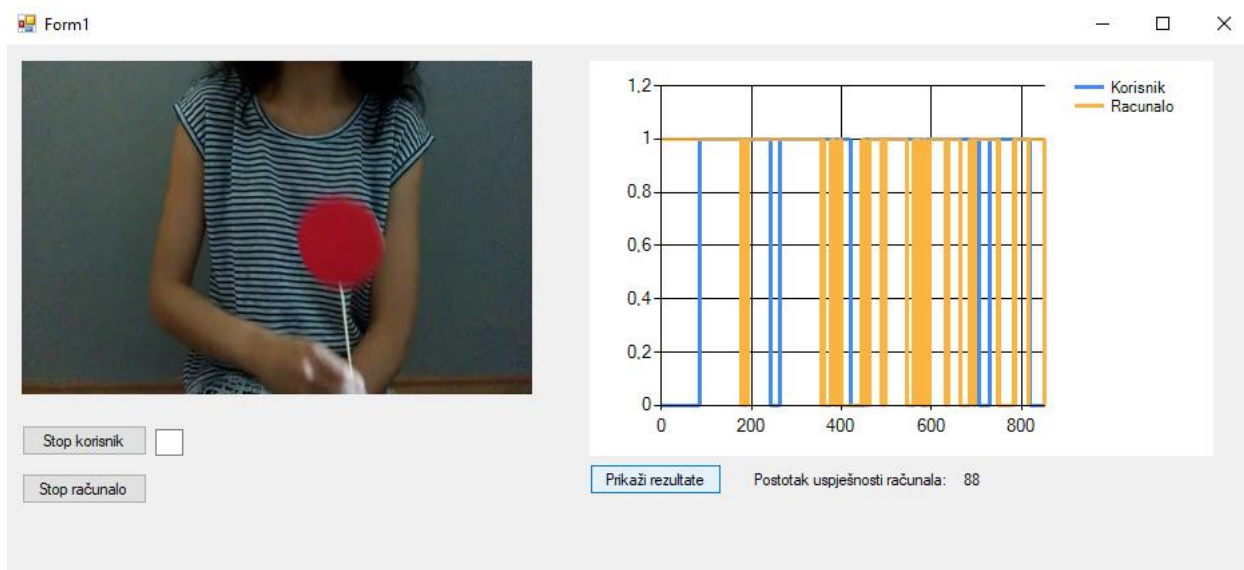 Form1
1,2
1
0,8
0,6
0,4
0,2
0
0 200 400 600 800
Korisnik
Racunalo
Stop korisnik
Stop računalo
Prikaži rezultate
Postotak uspješnosti računala: 88